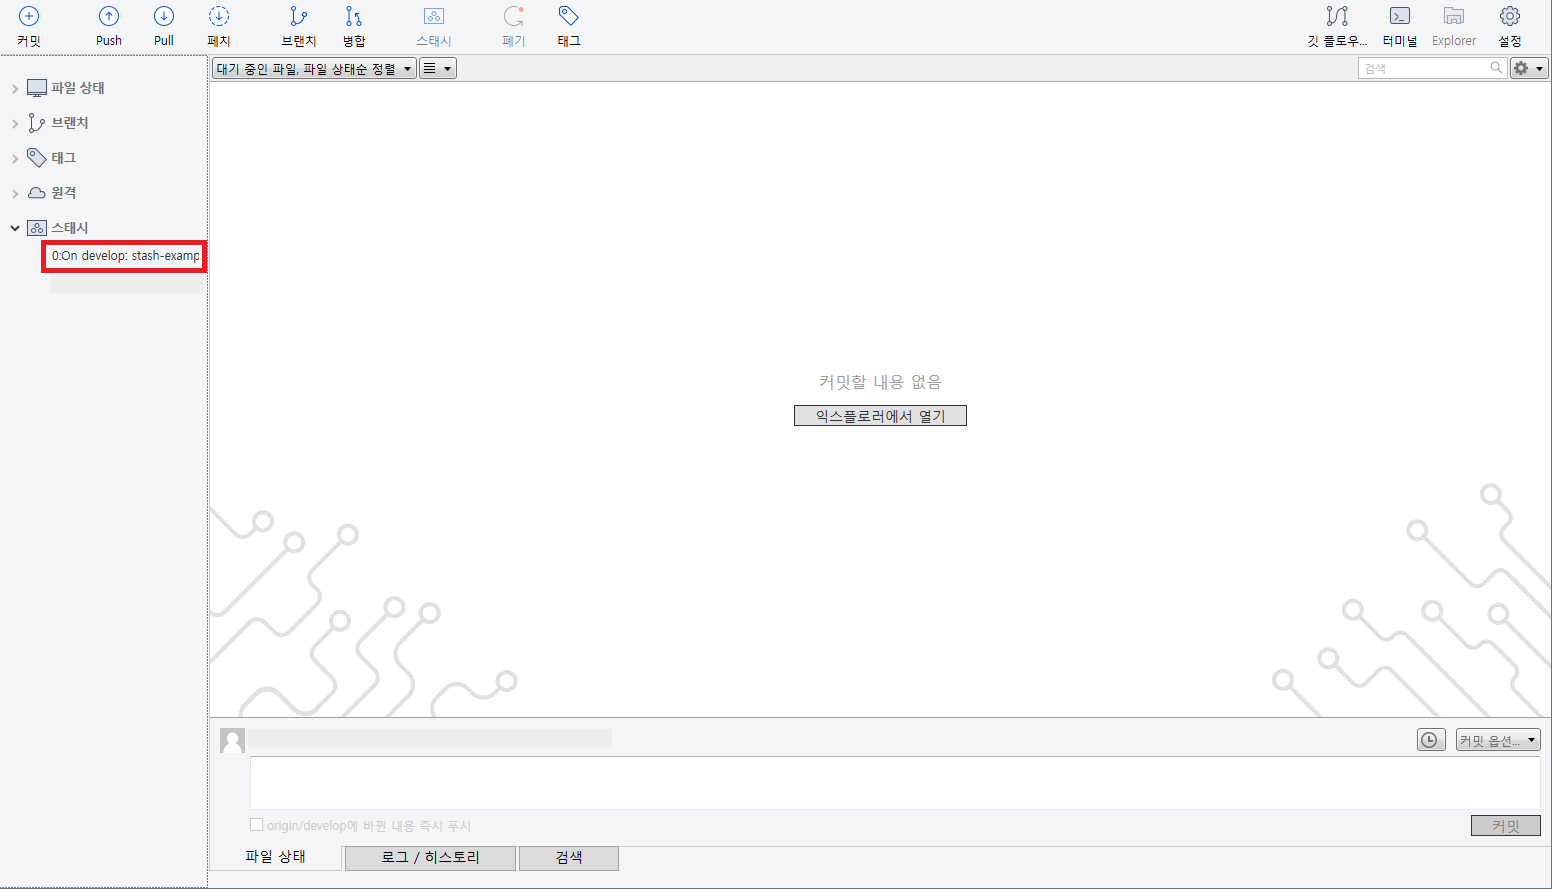 커밋 Push Pull 페치 브랜치 병합 스태시 폐기 태그 깃 플로우... 터미널 Explorer 설정
대기 중인 파일, 파일 상태순 정렬 검색
파일 상태
브랜치
태그
원격
스태시
0:On develop: stash-examp
커밋할 내용 없음
익스플로러에서 열기
커밋 옵션...
origin/develop에 바뀐 내용 즉시 푸시
커밋
파일 상태 로그 / 히스토리 검색